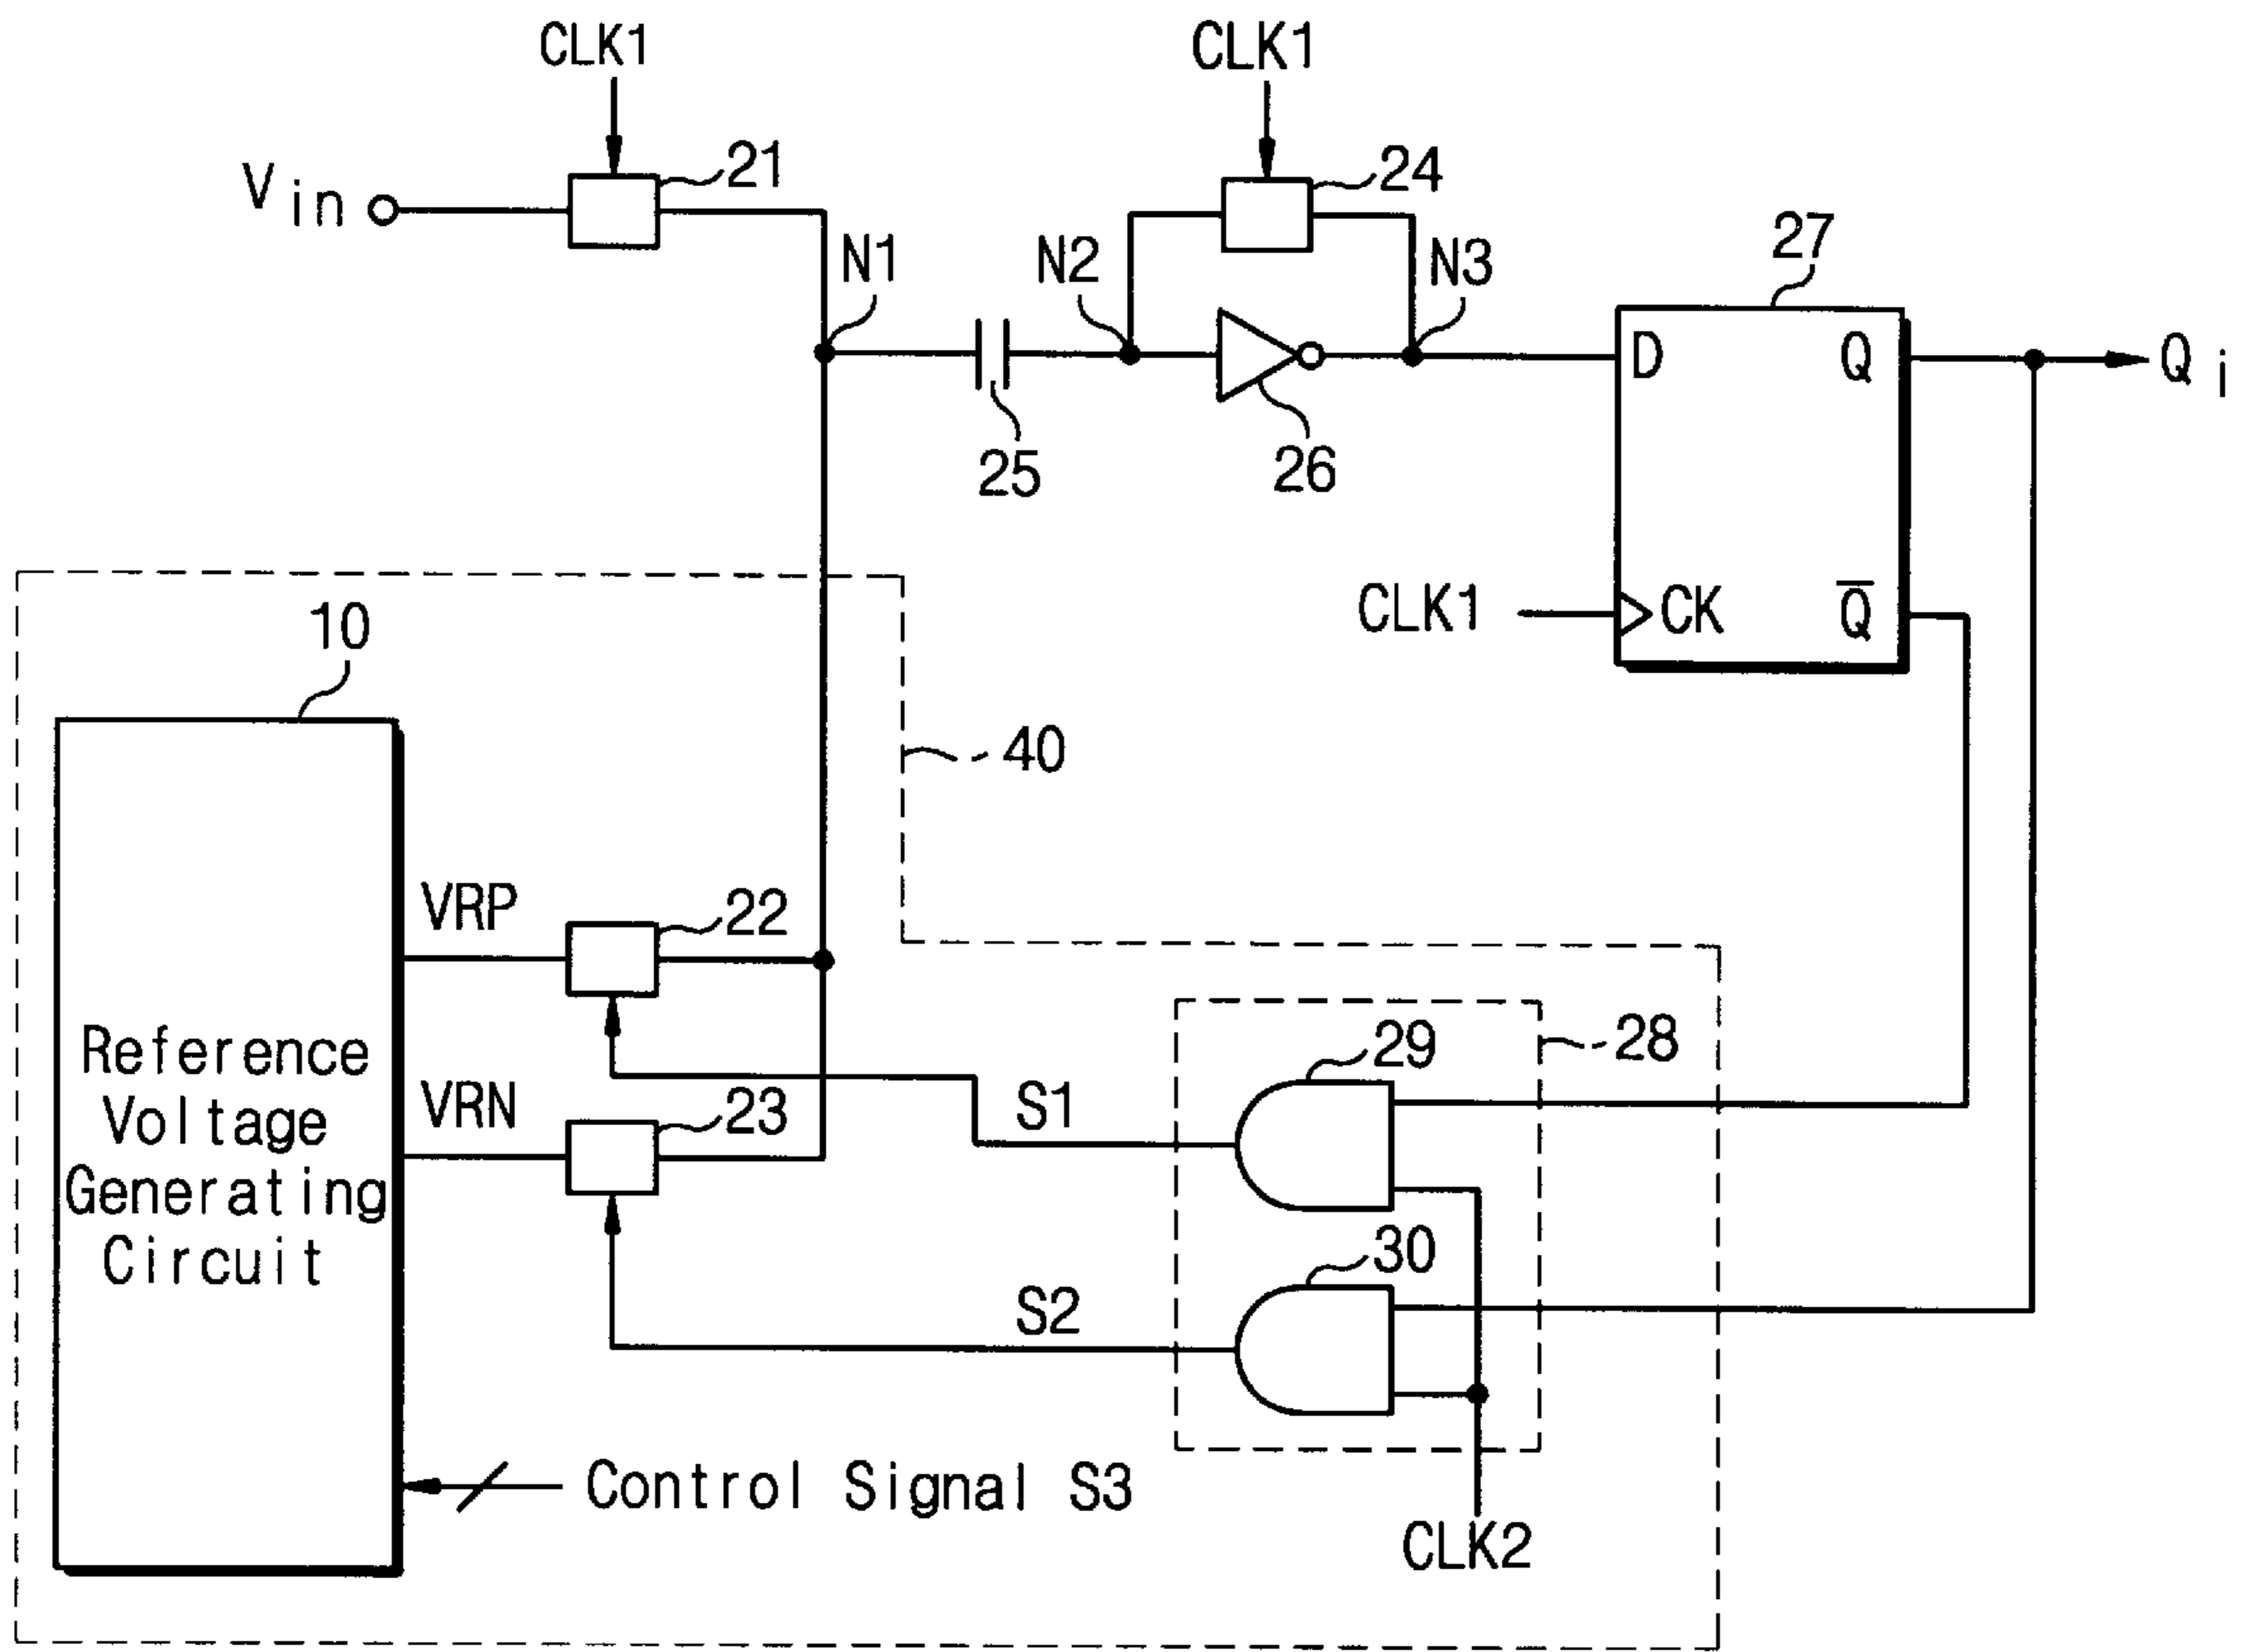 CLK1
CLK1
21
24
Vin
N1
N2
N3
27
D
Q
Qi
25
26
CLK1
CK
Q̅
10
40
VRP
22
29
28
Reference
Voltage
Generating
Circuit
VRN
23
S1
30
S2
Control Signal S3
CLK2